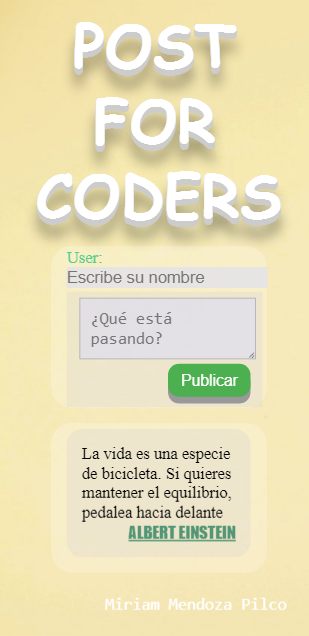 POST
FOR
CODERS
User:
Escribe su nombre
¿Qué está
pasando?
Publicar
La vida es una especie
de bicicleta. Si quieres
mantener el equilibrio,
pedalea hacia delante
ALBERT EINSTEIN
Miriam Mendoza Pilco